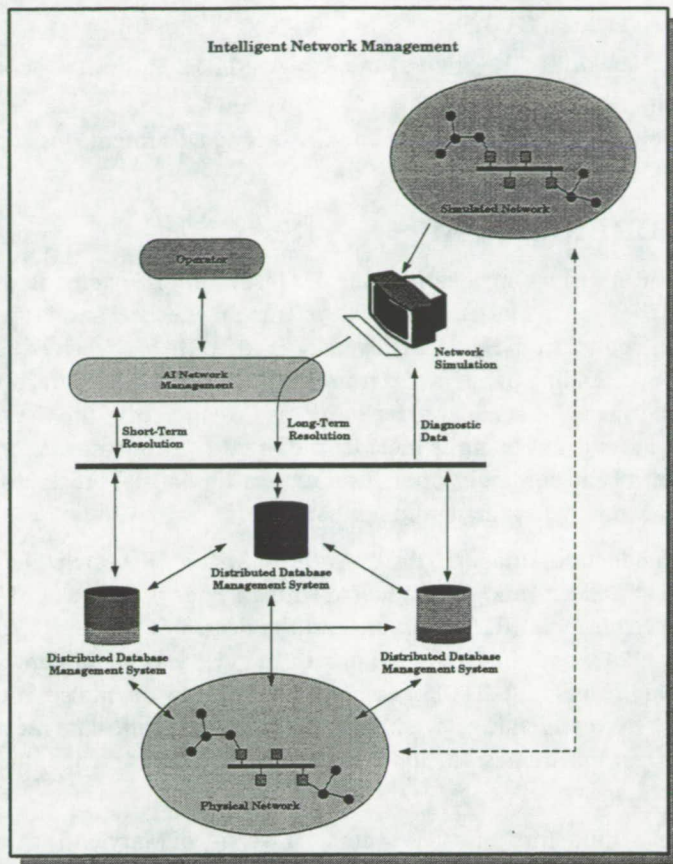 Intelligent Network Management
Simulated Network
Operator
Network
Simulation
AI Network
Management
Short-Term
Resolution
Long-Term
Resolution
Diagnostic
Data
Distributed Database
Management System
Distributed Database
Management System
Distributed Database
Management System
Physical Network